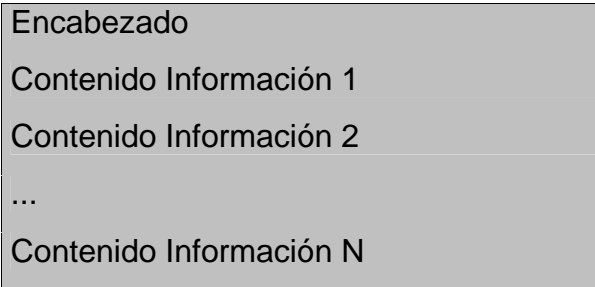 Encabezado
Contenido Información 1
Contenido Información 2
...
Contenido Información N